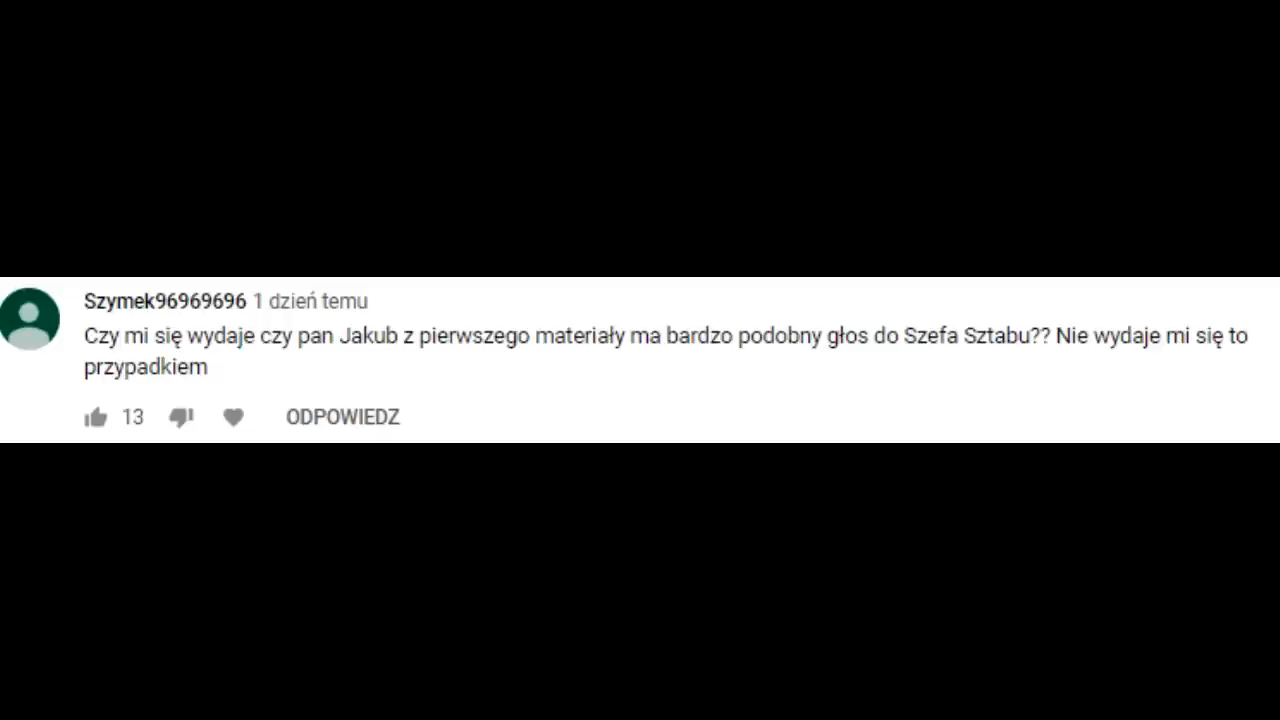 Szymek96969696 1 dzień temu
Czy mi się wydaje czy pan Jakub z pierwszego materiały ma bardzo podobny głos do Szefa Sztabu?? Nie wydaje mi się to
przypadkiem
13 ODPOWIEDZ